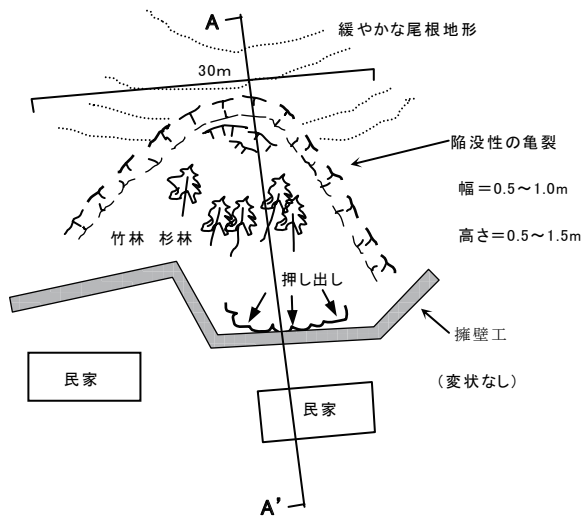 A
緩やかな尾根地形
30m
陥没性の亀裂
幅＝0.5～1.0m
高さ＝0.5～1.5m
竹林 杉林
押し出し
擁壁工
（変状なし）
民家
民家
A'